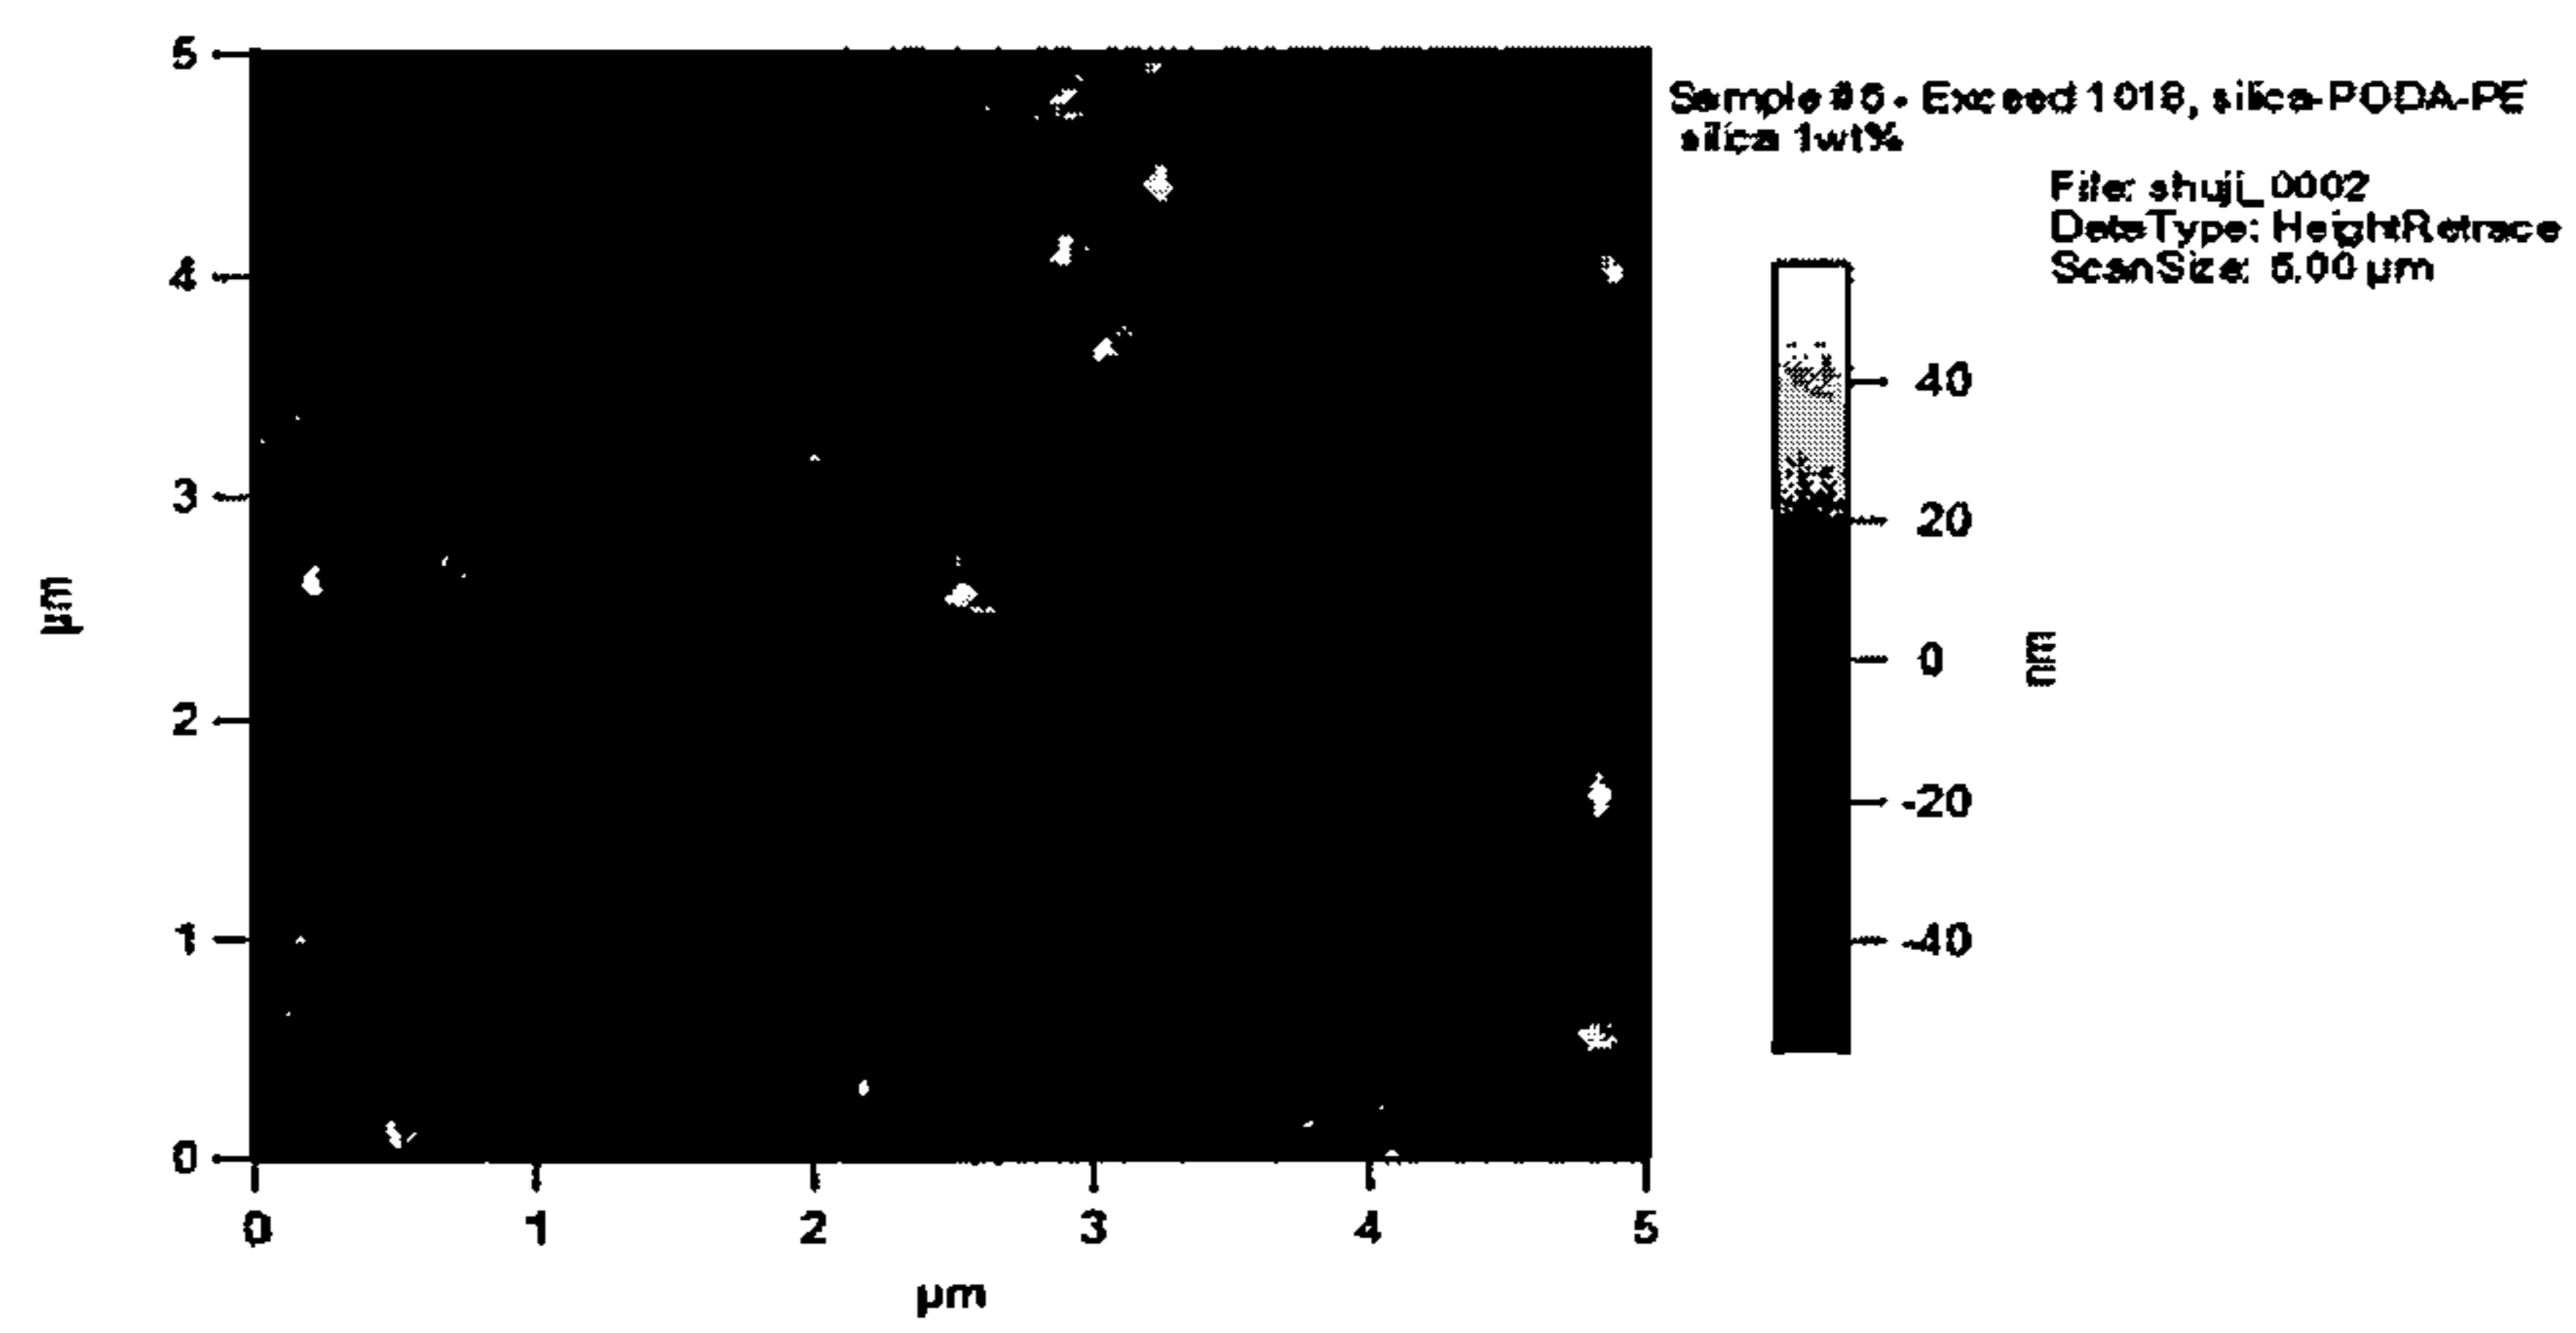 Sample #5 - Exceed 1018, silica-PODA-PE
silica 1wt%
File: shuji_0002
DataType: HeightRetrace
ScanSize: 5.00 µm
5
4
3
2
1
0
µm
0 1 2 3 4 5
µm
40
20
0
-20
-40
nm